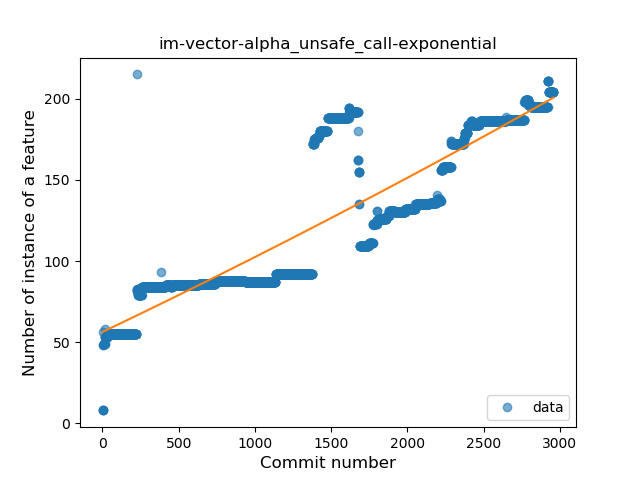 im-vector-alpha_unsafe_call-exponential
Number of instance of a feature
200
150
100
50
0
0 500 1000 1500 2000 2500 3000
Commit number
data